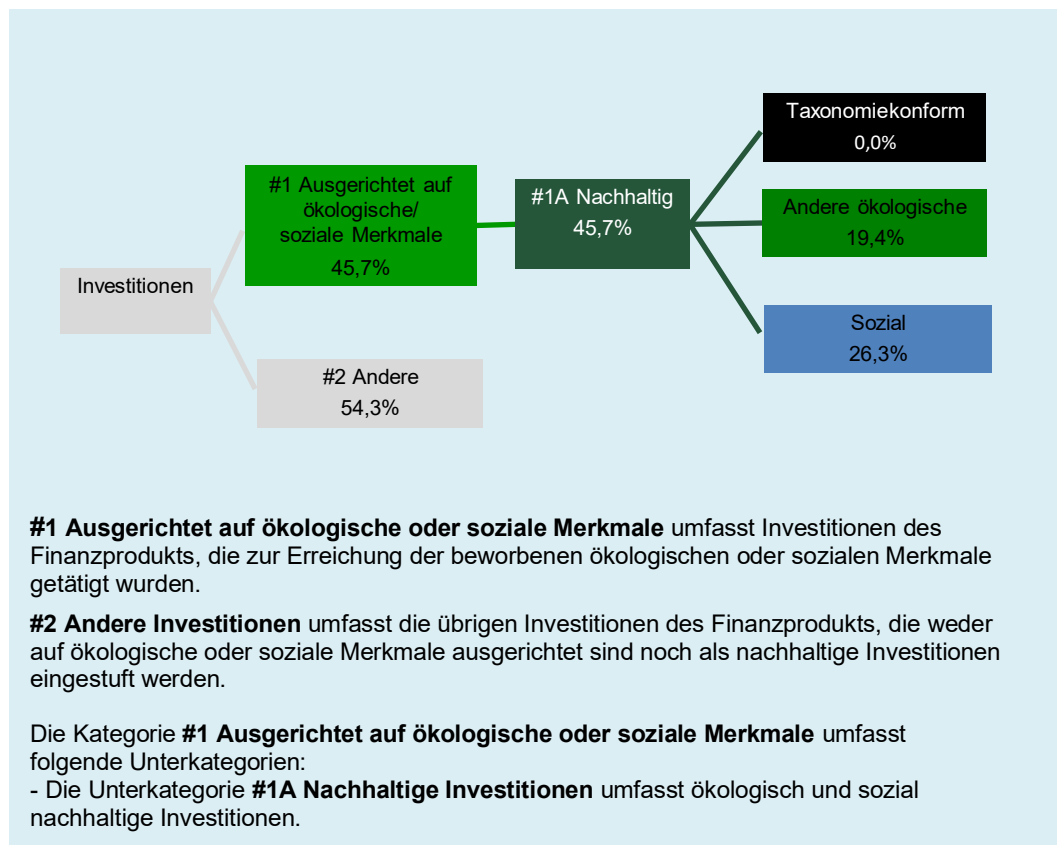 Taxonomiekonform
0,0%
#1 Ausgerichtet auf
ökologische/
soziale Merkmale
45,7%
#1A Nachhaltig
45,7%
Andere ökologische
19,4%
Investitionen
Sozial
26,3%
#2 Andere
54,3%
#1 Ausgerichtet auf ökologische oder soziale Merkmale umfasst Investitionen des
Finanzprodukts, die zur Erreichung der beworbenen ökologischen oder sozialen Merkmale
getätigt wurden.
#2 Andere Investitionen umfasst die übrigen Investitionen des Finanzprodukts, die weder
auf ökologische oder soziale Merkmale ausgerichtet sind noch als nachhaltige Investitionen
eingestuft werden.
Die Kategorie #1 Ausgerichtet auf ökologische oder soziale Merkmale umfasst
folgende Unterkategorien:
- Die Unterkategorie #1A Nachhaltige Investitionen umfasst ökologisch und sozial
nachhaltige Investitionen.